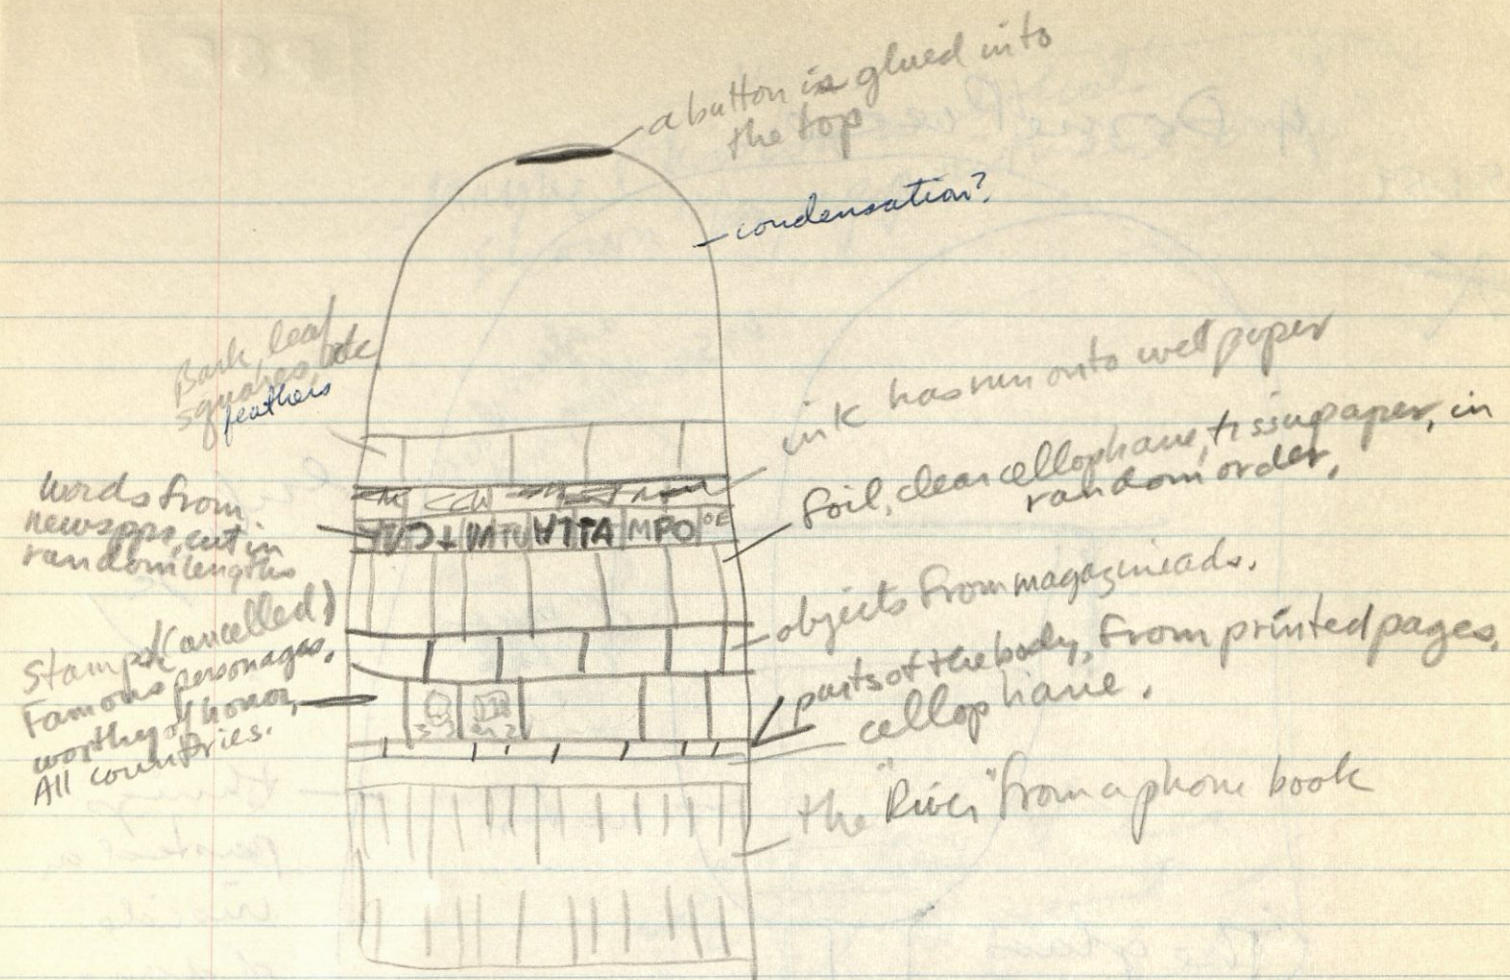 a button is glued into
the top
condensation?
Bark, leaf
squares, etc
feathers
ink has run onto wet paper
foil, clear cellophane, tissue paper, in
random order.
words from
newspprs, cut in
random lengths
MPO
objects from magazine ads.
Stamps (cancelled)
Famous personages,
worthy of honor,
All countries.
parts of the body, from printed pages,
cellophane.
the "River" from a phone book